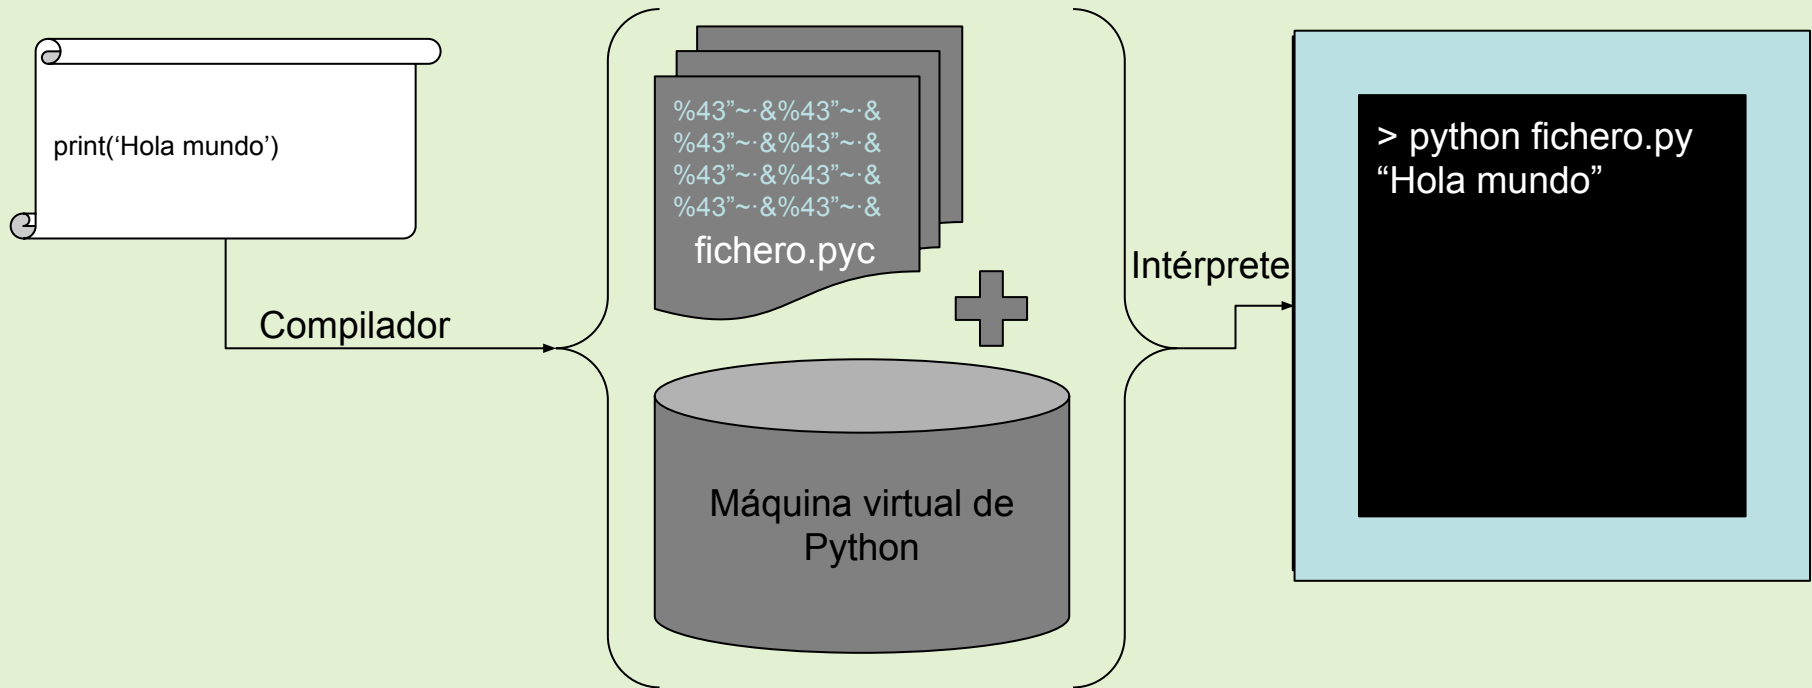 print(‘Hola mundo’)
Compilador
%43”~·&%43”~·&
%43”~·&%43”~·&
%43”~·&%43”~·&
%43”~·&%43”~·&
fichero.pyc
Máquina virtual de
Python
Intérprete
> python fichero.py
“Hola mundo”